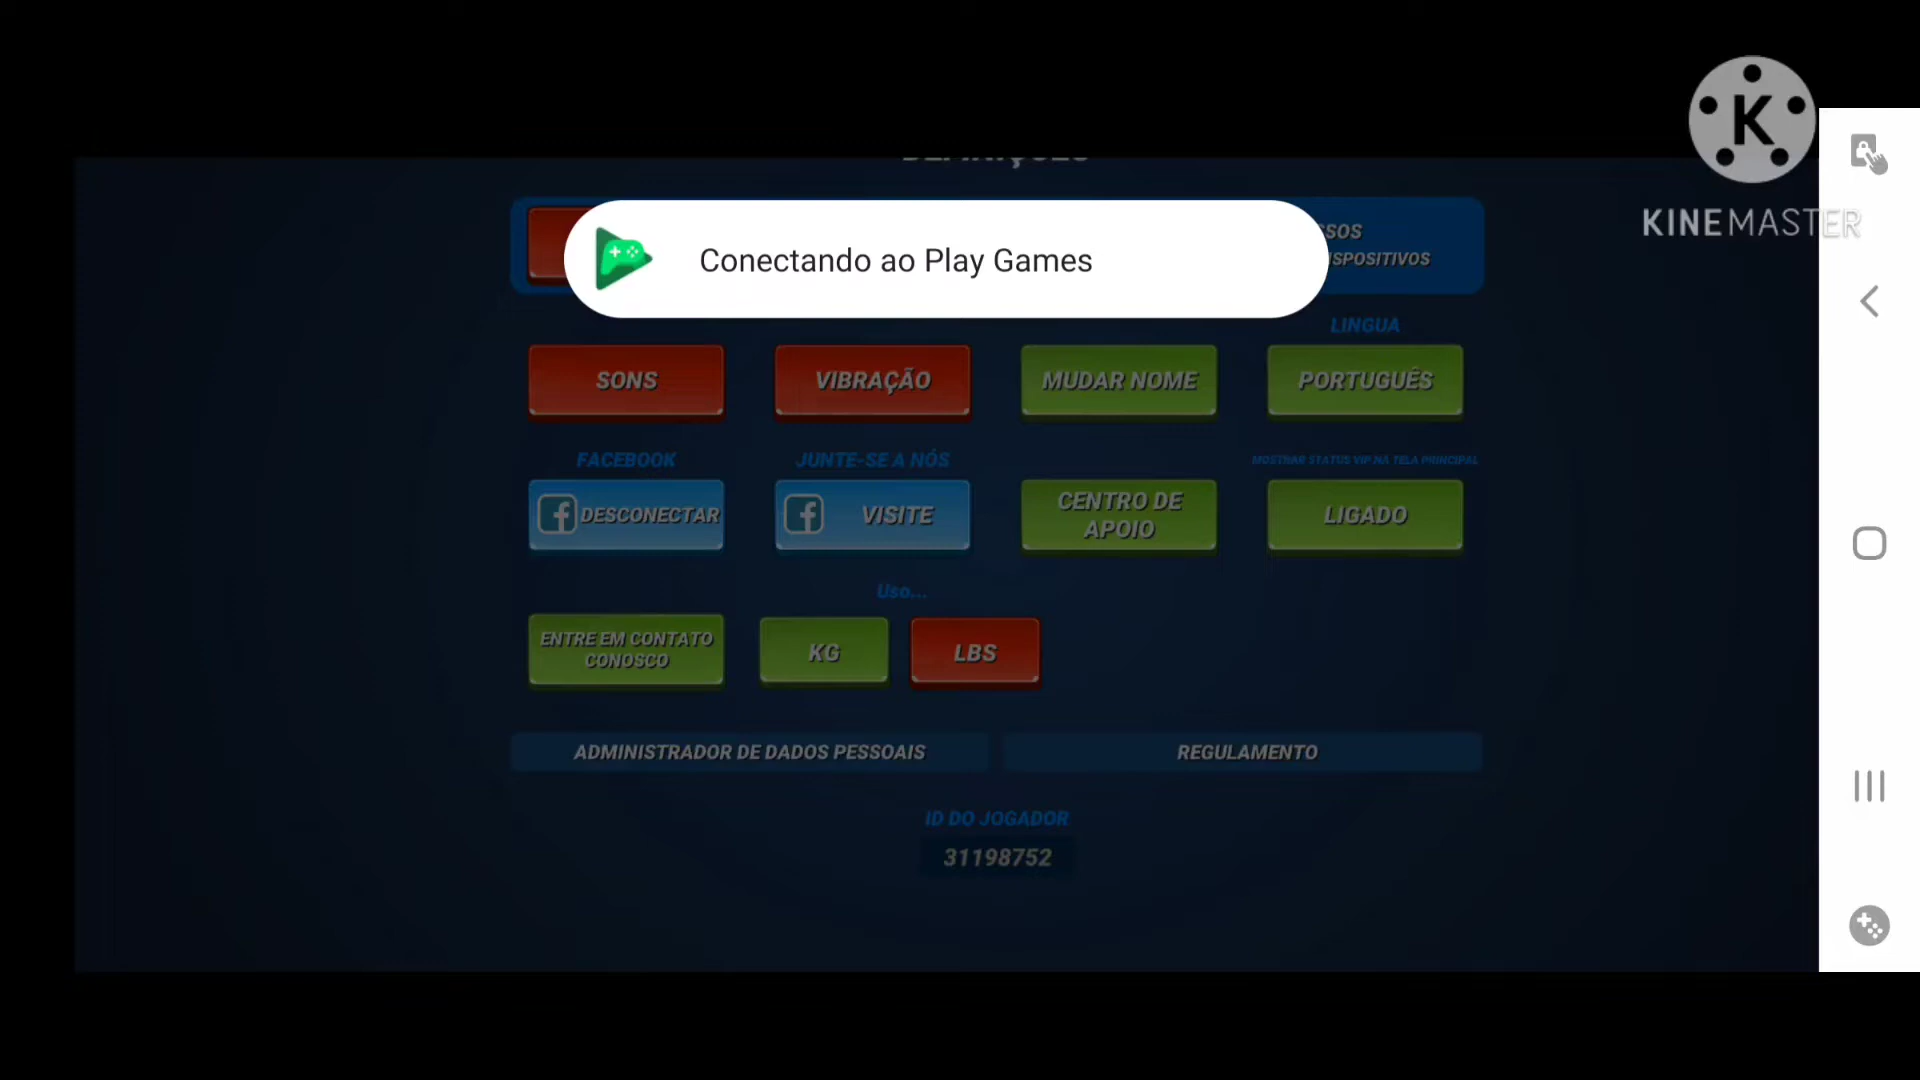 K
KINEMASTER
DEFINIÇÕES
Conectando ao Play Games
LINGUA
SONS
VIBRAÇÃO
MUDAR NOME
PORTUGUÊS
FACEBOOK
JUNTE-SE A NÓS
MOSTRAR STATUS VIP NA TELA PRINCIPAL
DESCONECTAR
VISITE
CENTRO DE
APOIO
LIGADO
Uso...
ENTRE EM CONTATO
CONOSCO
KG
LBS
ADMINISTRADOR DE DADOS PESSOAIS
REGULAMENTO
ID DO JOGADOR
31198752